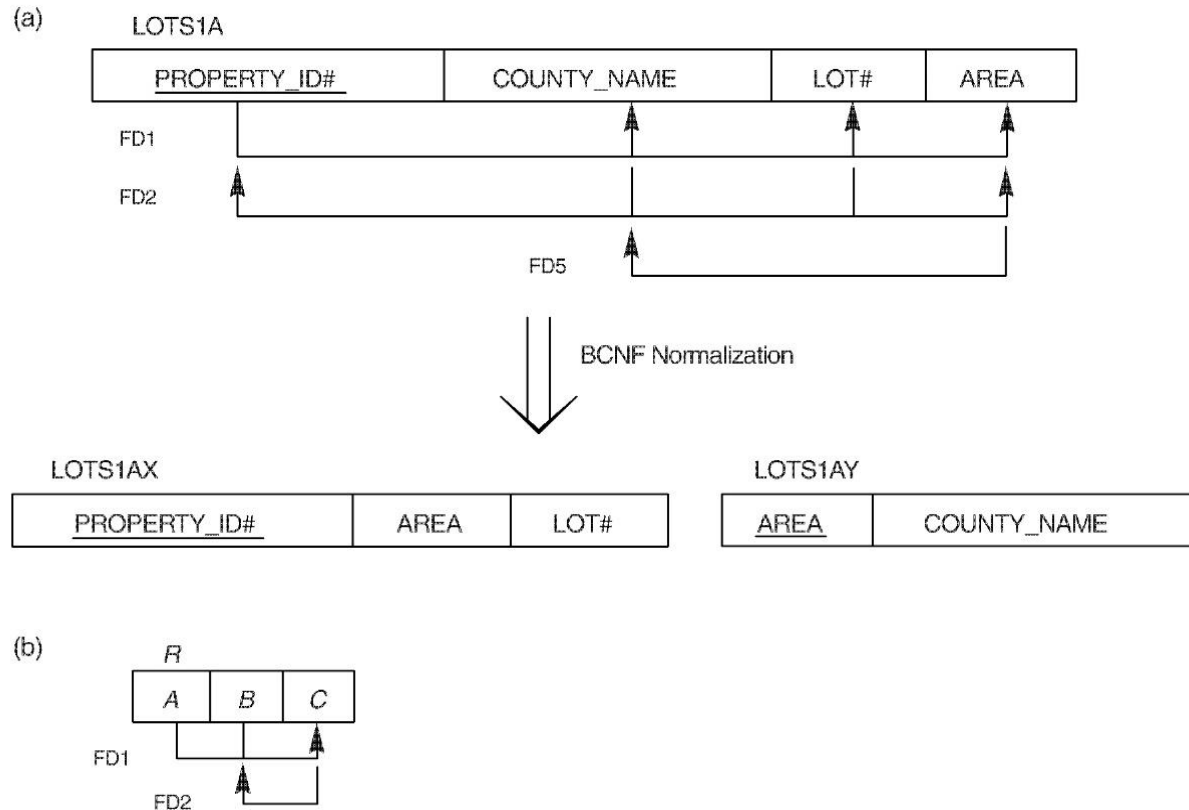 (a)
LOTS1A
PROPERTY_ID# COUNTY_NAME LOT# AREA
FD1
FD2
FD5
BCNF Normalization
LOTS1AX
PROPERTY_ID# AREA LOT#
LOTS1AY
AREA COUNTY_NAME
(b)
R
A B C
FD1
FD2